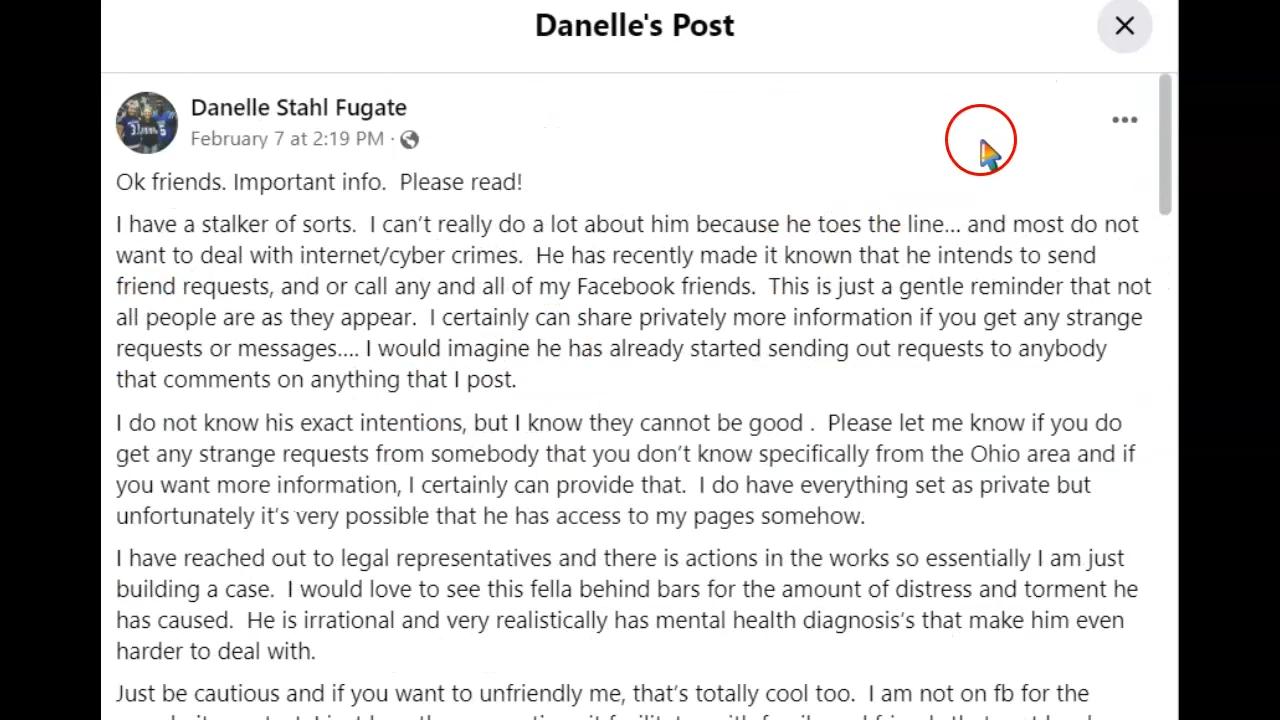 Danelle's Post
Danelle Stahl Fugate
February 7 at 2:19 PM ·
Ok friends. Important info.  Please read!
I have a stalker of sorts.  I can't really do a lot about him because he toes the line... and most do not
want to deal with internet/cyber crimes.  He has recently made it known that he intends to send
friend requests, and or call any and all of my Facebook friends.  This is just a gentle reminder that not
all people are as they appear.  I certainly can share privately more information if you get any strange
requests or messages.... I would imagine he has already started sending out requests to anybody
that comments on anything that I post.
I do not know his exact intentions, but I know they cannot be good .  Please let me know if you do
get any strange requests from somebody that you don't know specifically from the Ohio area and if
you want more information, I certainly can provide that.  I do have everything set as private but
unfortunately it's very possible that he has access to my pages somehow.
I have reached out to legal representatives and there is actions in the works so essentially I am just
building a case.  I would love to see this fella behind bars for the amount of distress and torment he
has caused.  He is irrational and very realistically has mental health diagnosis's that make him even
harder to deal with.
Just be cautious and if you want to unfriendly me, that's totally cool too.  I am not on fb for the